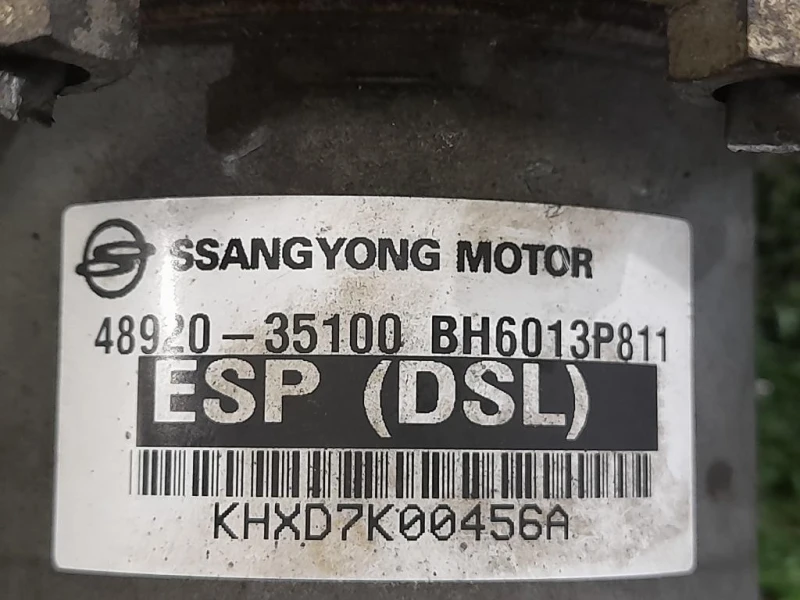 SSANGYONG MOTOR
48920-35100 BH6013P811
ESP (DSL)
KHXD7K00456A